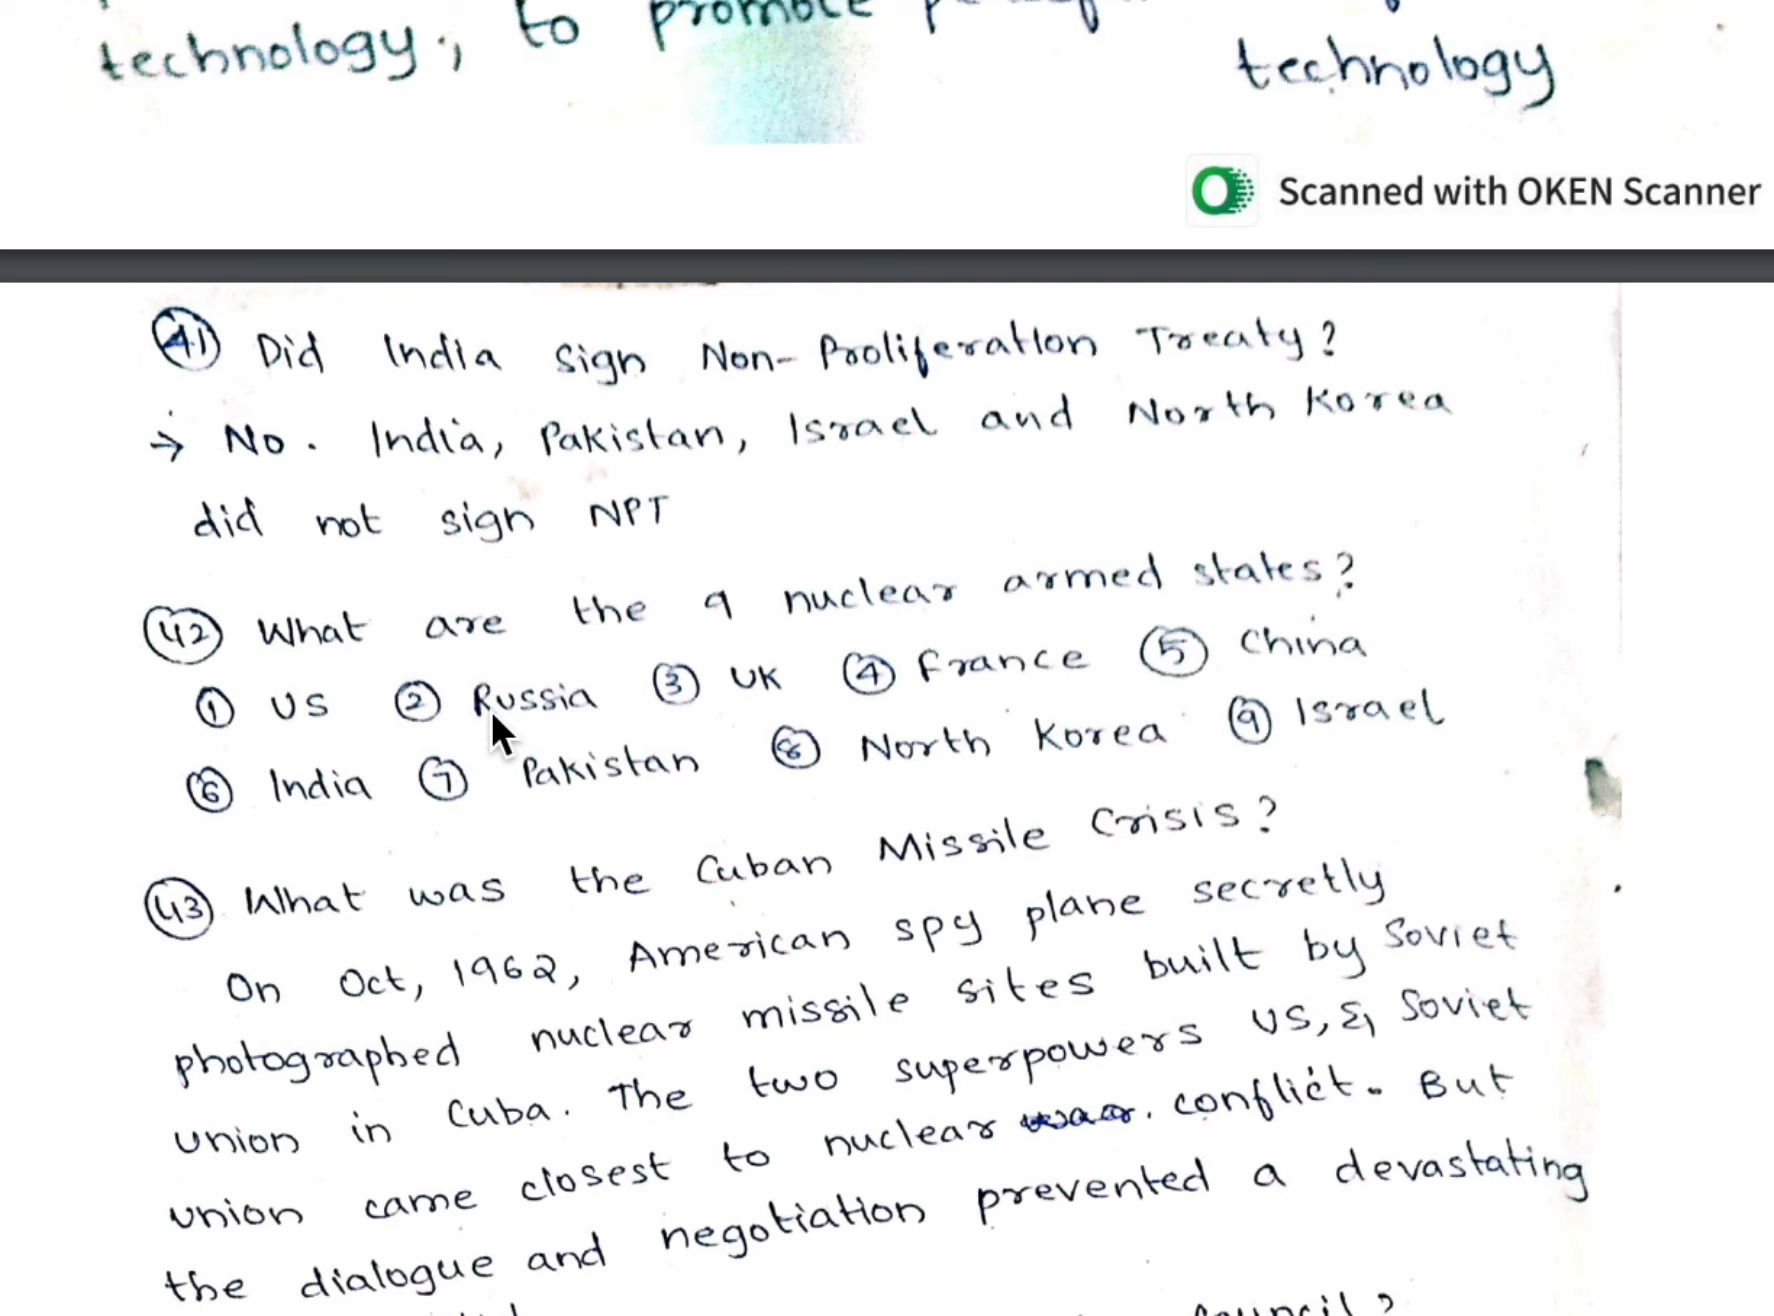 technology, to promote
technology
Scanned with OKEN Scanner
41 Did India sign Non-Proliferation Treaty?
→ No. India, Pakistan, Israel and North Korea
did not sign NPT
42 What are the 9 nuclear armed states?
① US ② Russia ③ UK ④ France ⑤ China
⑥ India ⑦ Pakistan ⑧ North Korea ⑨ Israel
43 What was the Cuban Missile Crisis?
On Oct, 1962, American spy plane secretly
photographed nuclear missile sites built by Soviet
union in Cuba. The two superpowers US, & Soviet
union came closest to nuclear conflict. But
the dialogue and negotiation prevented a devastating
council?